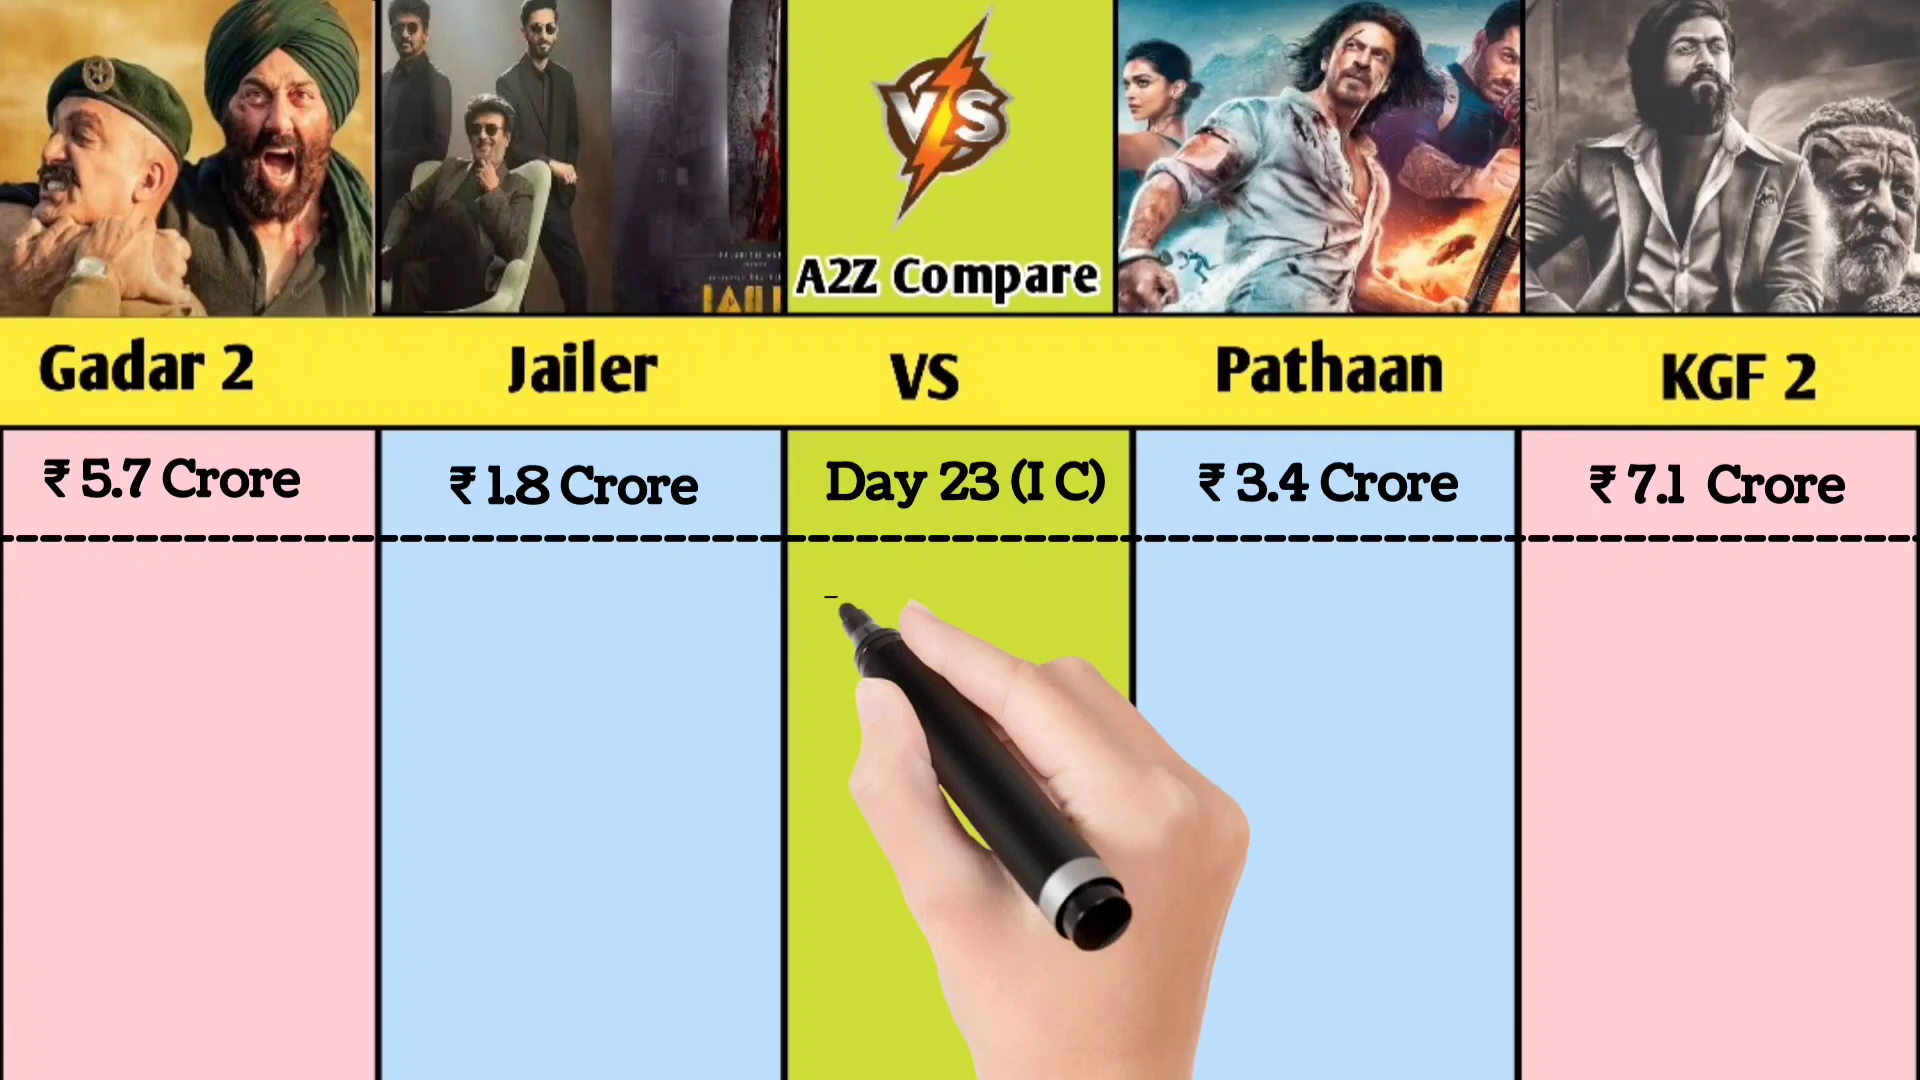 VS
A2Z Compare
Gadar 2
Jailer
VS
Pathaan
KGF 2
₹ 5.7 Crore
₹ 1.8 Crore
Day 23 (I C)
₹ 3.4 Crore
₹ 7.1 Crore